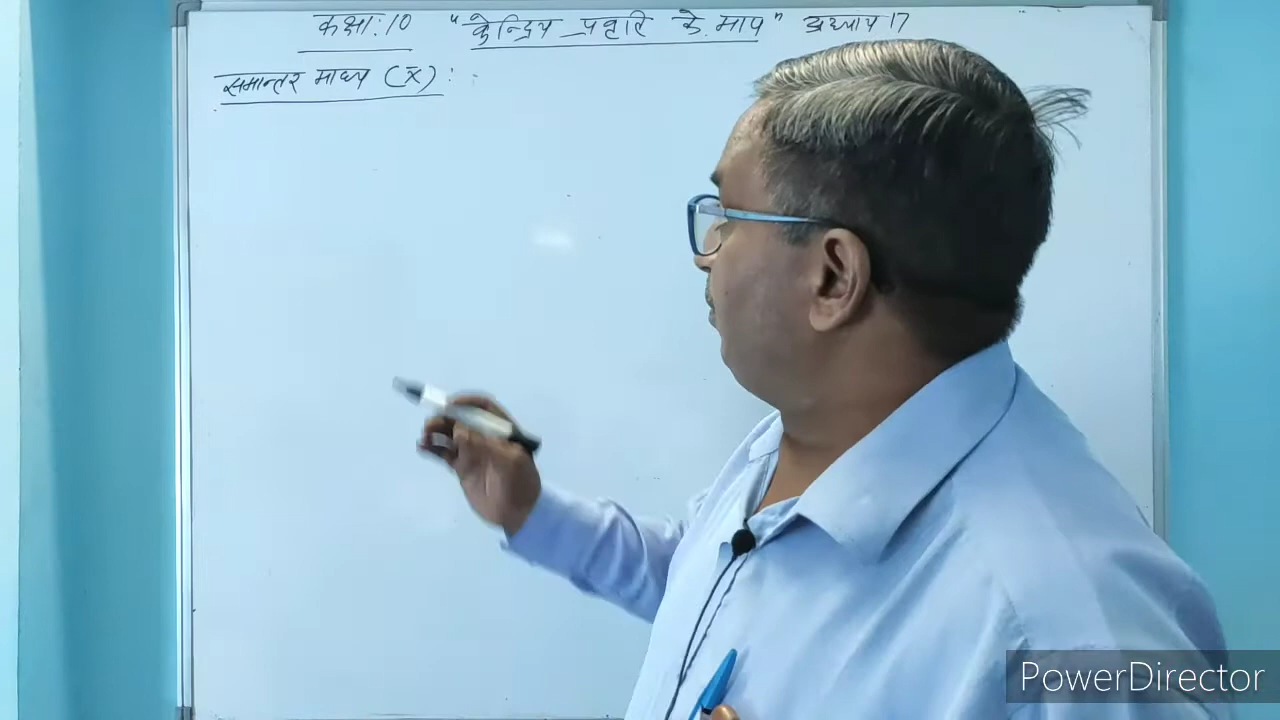 कक्षा:10 "केन्द्रिय प्रवृति के माप" अध्याय 17
समान्तर माध्य (x̄) :
PowerDirector